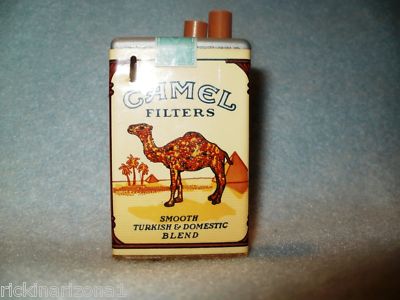 CAMEL
FILTERS
SMOOTH
TURKISH & DOMESTIC
BLEND
rickinarizona1